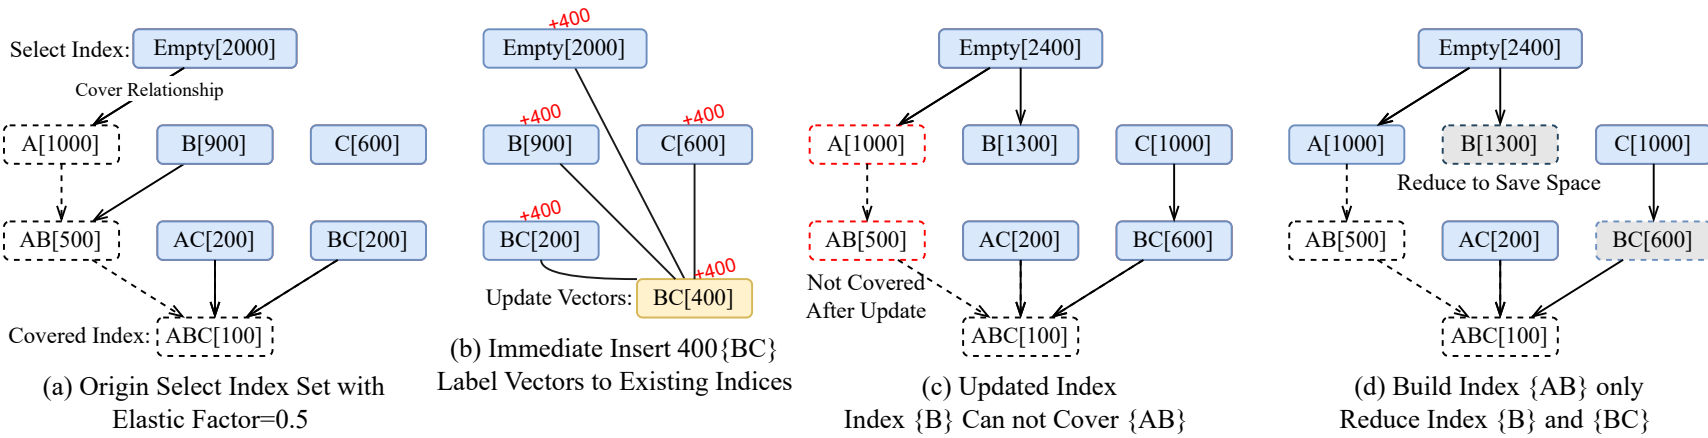 Select Index:
Empty[2000]
Cover Relationship
A[1000]
B[900]
C[600]
AB[500]
AC[200]
BC[200]
Covered Index:
ABC[100]
(a) Origin Select Index Set with
Elastic Factor=0.5
+400
Empty[2000]
+400
B[900]
+400
C[600]
+400
BC[200]
+400
Update Vectors:
BC[400]
(b) Immediate Insert 400{BC}
Label Vectors to Existing Indices
Empty[2400]
A[1000]
B[1300]
C[1000]
AB[500]
AC[200]
BC[600]
Not Covered
After Update
ABC[100]
(c) Updated Index
Index {B} Can not Cover {AB}
Empty[2400]
A[1000]
B[1300]
C[1000]
Reduce to Save Space
AB[500]
AC[200]
BC[600]
ABC[100]
(d) Build Index {AB} only
Reduce Index {B} and {BC}